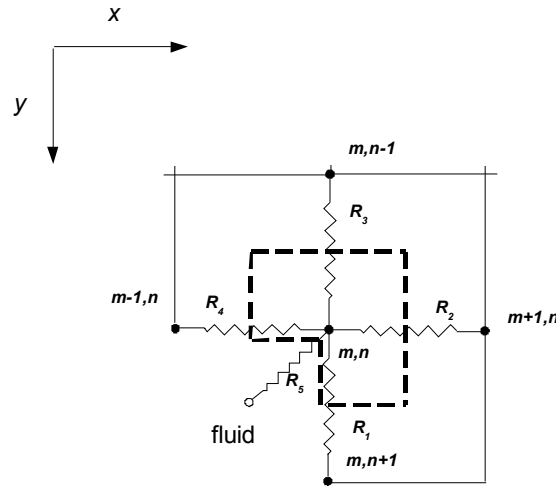 x
y
m,n-1
R3
m-1,n
R4
R2
m+1,n
m,n
R5
fluid
R1
m,n+1